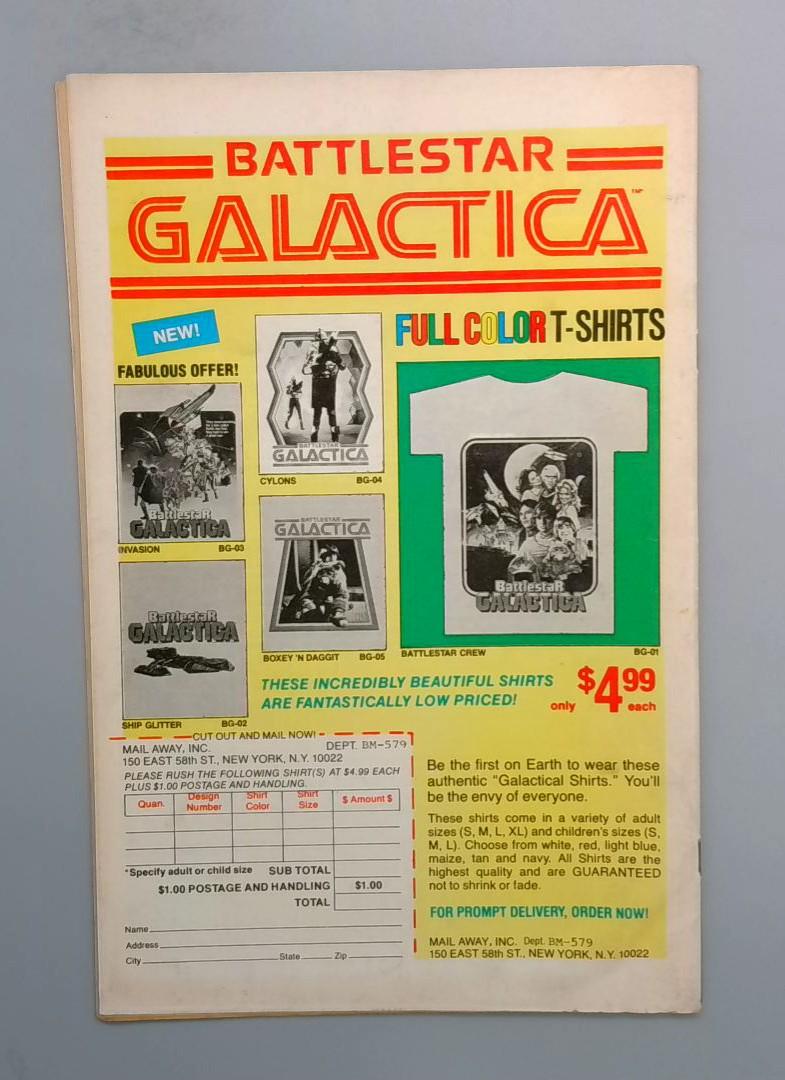 BATTLESTAR
GALACTICA™
NEW!
FABULOUS OFFER!
FULL COLOR T-SHIRTS
BATTLESTAR
GALACTICA
CYLONS BG-04
BattlestaR
GALACTICA
INVASION BG-03
BATTLESTAR
GALACTICA
BOXEY 'N DAGGIT BG-05
BattlestaR
GALACTICA
BATTLESTAR CREW BG-01
BattlestaR
GALACTICA
SHIP GLITTER BG-02
THESE INCREDIBLY BEAUTIFUL SHIRTS
ARE FANTASTICALLY LOW PRICED!
only $4.99 each
CUT OUT AND MAIL NOW!
MAIL AWAY, INC. DEPT. BM-579
150 EAST 58th ST., NEW YORK, N.Y. 10022
PLEASE RUSH THE FOLLOWING SHIRT(S) AT $4.99 EACH
PLUS $1.00 POSTAGE AND HANDLING.
Quan. Design Number Shirt Color Shirt Size $ Amount $
*Specify adult or child size SUB TOTAL
$1.00 POSTAGE AND HANDLING $1.00
TOTAL
Name
Address
City State Zip
Be the first on Earth to wear these
authentic "Galactical Shirts." You'll
be the envy of everyone.
These shirts come in a variety of adult
sizes (S, M, L, XL) and children's sizes (S,
M, L). Choose from white, red, light blue,
maize, tan and navy. All Shirts are the
highest quality and are GUARANTEED
not to shrink or fade.
FOR PROMPT DELIVERY, ORDER NOW!
MAIL AWAY, INC. Dept. BM-579
150 EAST 58th ST., NEW YORK, N.Y. 10022